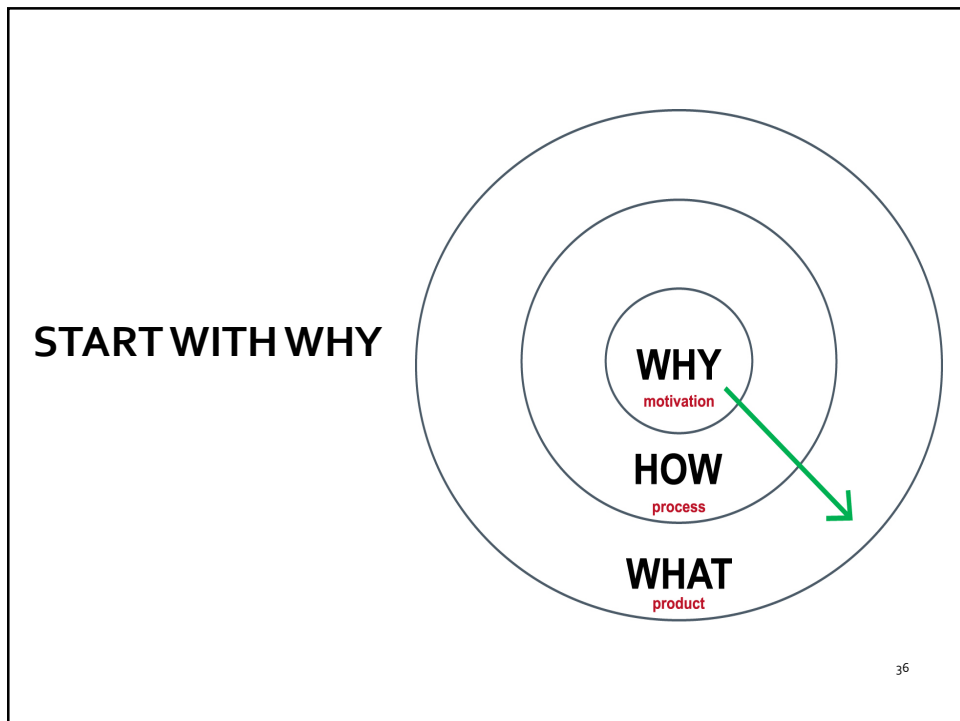 START WITH WHY
WHY
motivation
HOW
process
WHAT
product
36